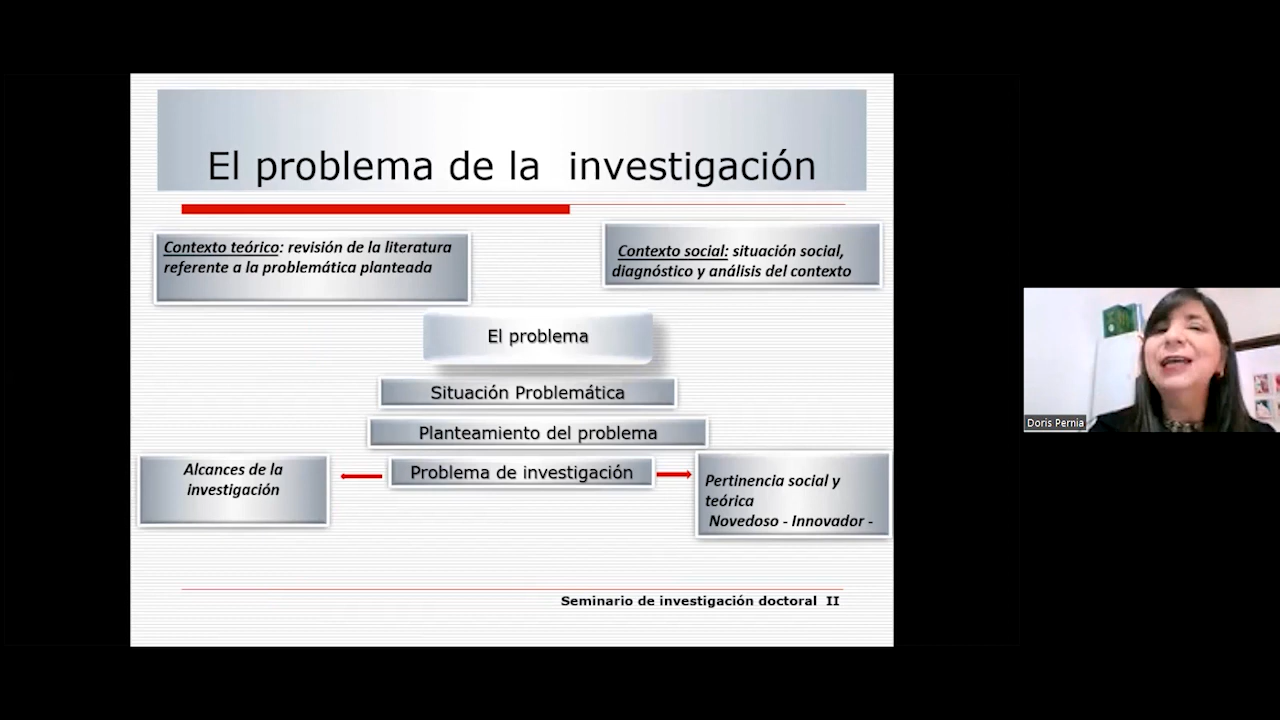 El problema de la investigación
Contexto teórico: revisión de la literatura
referente a la problemática planteada
Contexto social: situación social,
diagnóstico y análisis del contexto
El problema
Situación Problemática
Planteamiento del problema
Problema de investigación
Alcances de la
investigación
Pertinencia social y
teórica
Novedoso - Innovador -
Seminario de investigación doctoral II
Doris Pernia